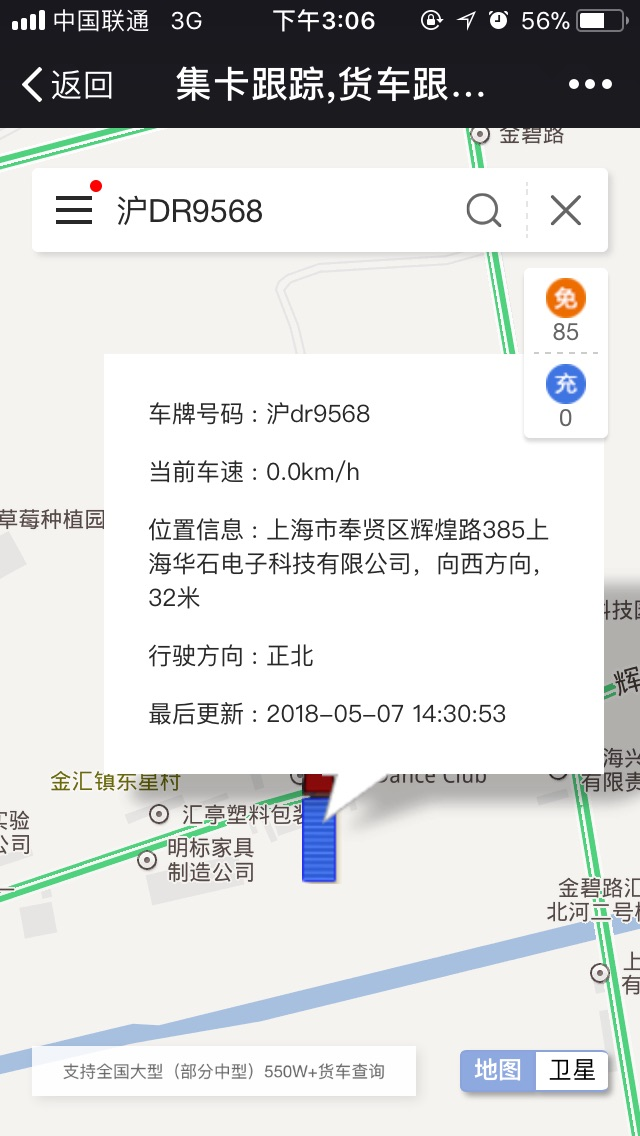 中国联通 3G 下午3:06 56%
返回 集卡跟踪,货车跟...
金碧路
沪DR9568
免
85
充
0
车牌号码：沪dr9568
当前车速：0.0km/h
草莓种植园
位置信息：上海市奉贤区辉煌路385上
海华石电子科技有限公司，向西方向，
32米
科技园
行驶方向：正北
辉
最后更新：2018-05-07 14:30:53
海兴
有限责
金汇镇东星村
Dance Club
汇亭塑料包装
实验
公司
明标家具
制造公司
金碧路汇
北河二号桥
上
有
支持全国大型（部分中型）550W+货车查询
地图 卫星